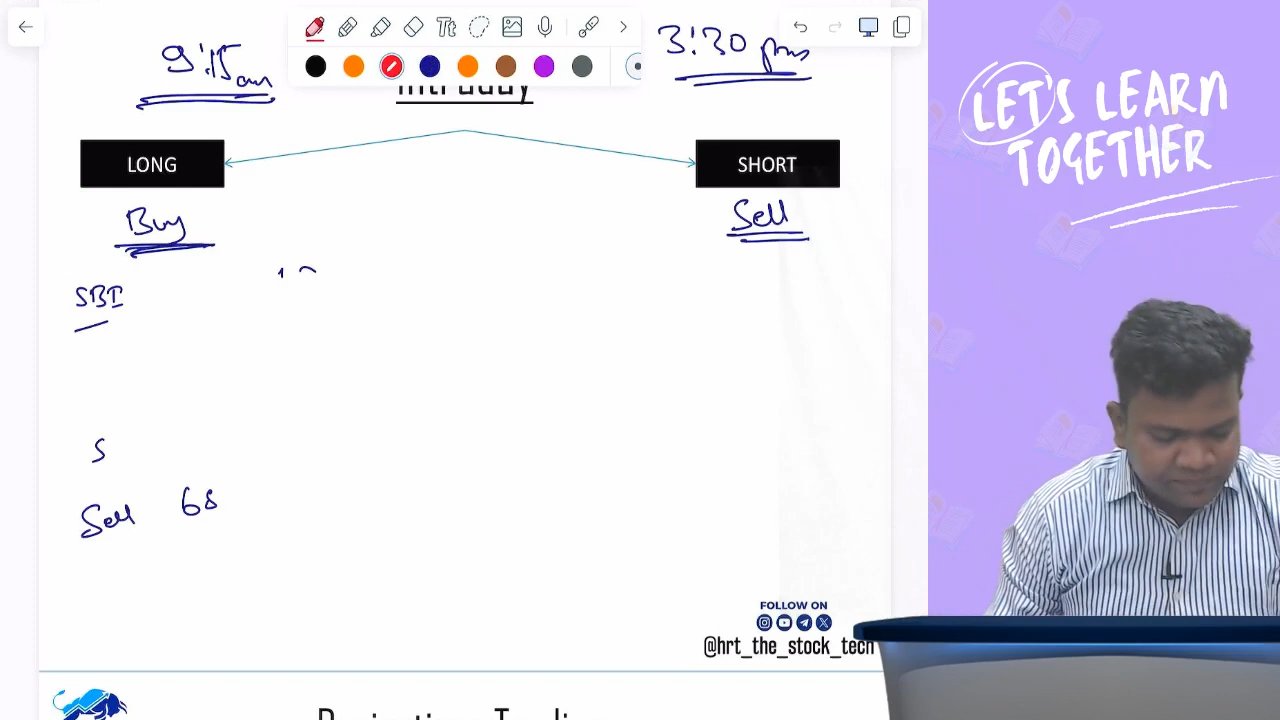 9:15 am
3:30 pm
Tt
Intraday
LONG
SHORT
Buy
Sell
SBI
S
Sell 68
LET'S LEARN
TOGETHER
FOLLOW ON
@hrt_the_stock_tech